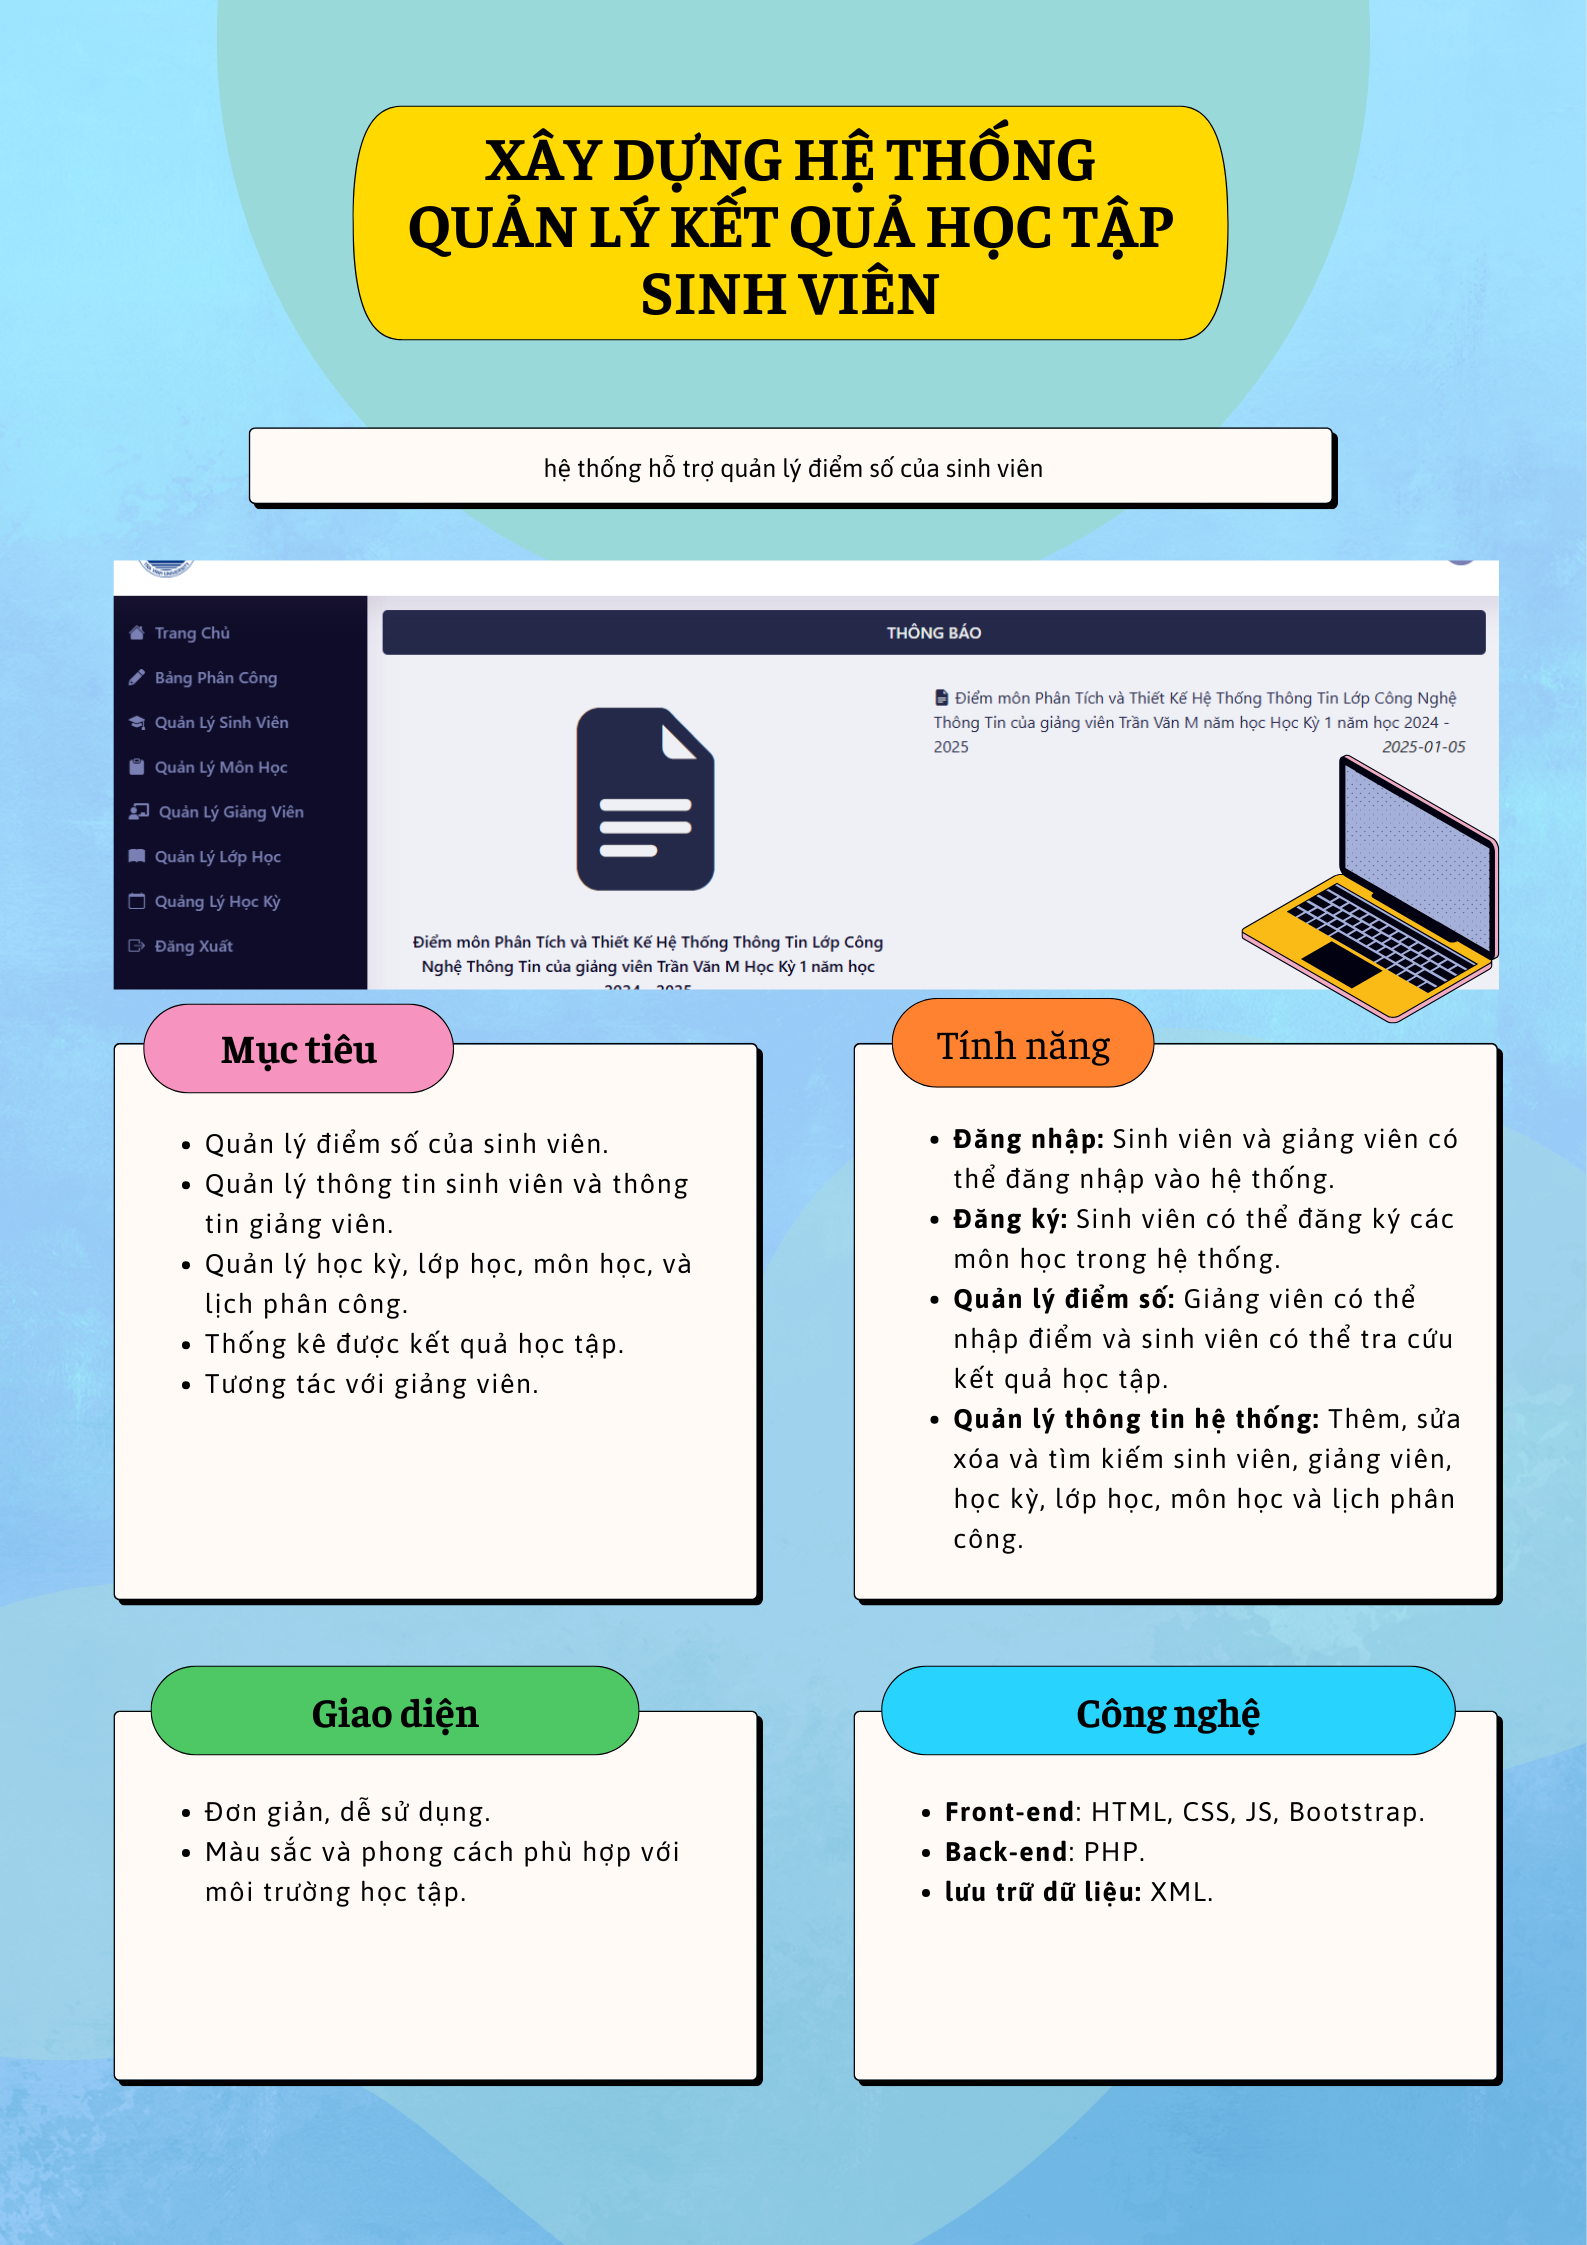 XÂY DỰNG HỆ THỐNG
QUẢN LÝ KẾT QUẢ HỌC TẬP
SINH VIÊN
hệ thống hỗ trợ quản lý điểm số của sinh viên
Trang Chủ
Bảng Phân Công
Quản Lý Sinh Viên
Quản Lý Môn Học
Quản Lý Giảng Viên
Quản Lý Lớp Học
Quảng Lý Học Kỳ
Đăng Xuất
THÔNG BÁO
Điểm môn Phân Tích và Thiết Kế Hệ Thống Thông Tin Lớp Công
Nghệ Thông Tin của giảng viên Trần Văn M Học Kỳ 1 năm học
2024 - 2025
Điểm môn Phân Tích và Thiết Kế Hệ Thống Thông Tin Lớp Công Nghệ
Thông Tin của giảng viên Trần Văn M năm học Học Kỳ 1 năm học 2024 -
2025 2025-01-05
Mục tiêu
• Quản lý điểm số của sinh viên.
• Quản lý thông tin sinh viên và thông
tin giảng viên.
• Quản lý học kỳ, lớp học, môn học, và
lịch phân công.
• Thống kê được kết quả học tập.
• Tương tác với giảng viên.
Tính năng
• Đăng nhập: Sinh viên và giảng viên có
thể đăng nhập vào hệ thống.
• Đăng ký: Sinh viên có thể đăng ký các
môn học trong hệ thống.
• Quản lý điểm số: Giảng viên có thể
nhập điểm và sinh viên có thể tra cứu
kết quả học tập.
• Quản lý thông tin hệ thống: Thêm, sửa
xóa và tìm kiếm sinh viên, giảng viên,
học kỳ, lớp học, môn học và lịch phân
công.
Giao diện
• Đơn giản, dễ sử dụng.
• Màu sắc và phong cách phù hợp với
môi trường học tập.
Công nghệ
• Front-end: HTML, CSS, JS, Bootstrap.
• Back-end: PHP.
• lưu trữ dữ liệu: XML.